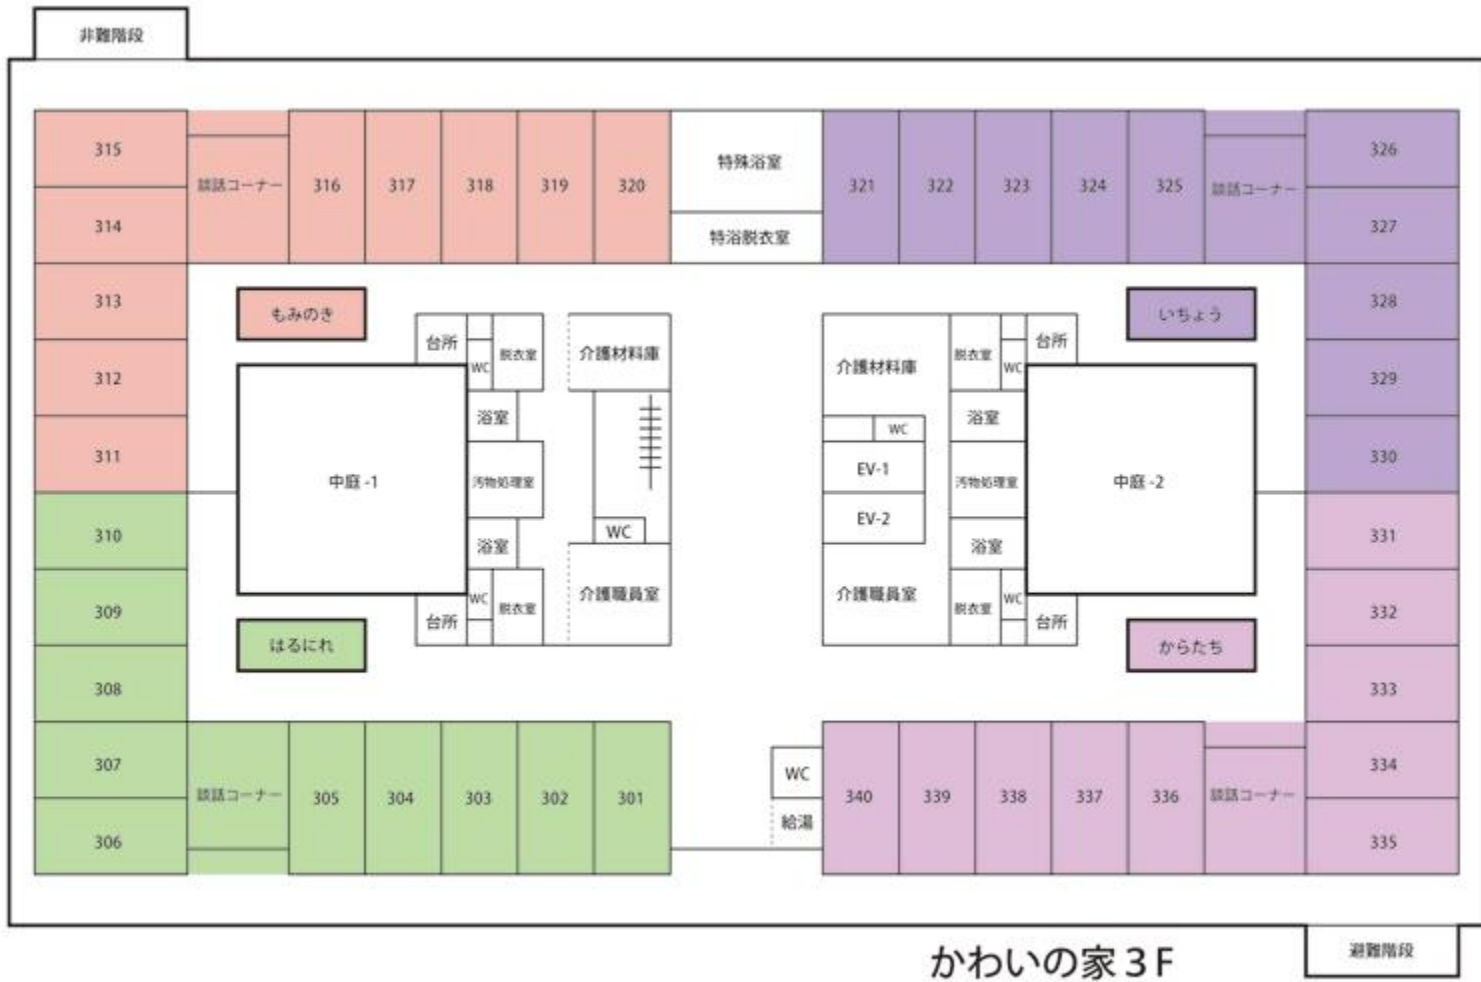 非難階段
315
314
313
312
311
談話コーナー
316
317
318
319
320
特殊浴室
特浴脱衣室
321
322
323
324
325
談話コーナー
326
327
328
329
330
もみのき
いちょう
台所
WC
脱衣室
介護材料庫
浴室
中庭 -1
汚物処理室
浴室
WC
台所
WC
脱衣室
介護職員室
介護材料庫
WC
EV-1
EV-2
介護職員室
脱衣室
WC
台所
浴室
汚物処理室
中庭 -2
浴室
脱衣室
WC
台所
はるにれ
からたち
310
309
308
307
306
談話コーナー
305
304
303
302
301
WC
給湯
340
339
338
337
336
談話コーナー
331
332
333
334
335
かわいの家 3 F
避難階段